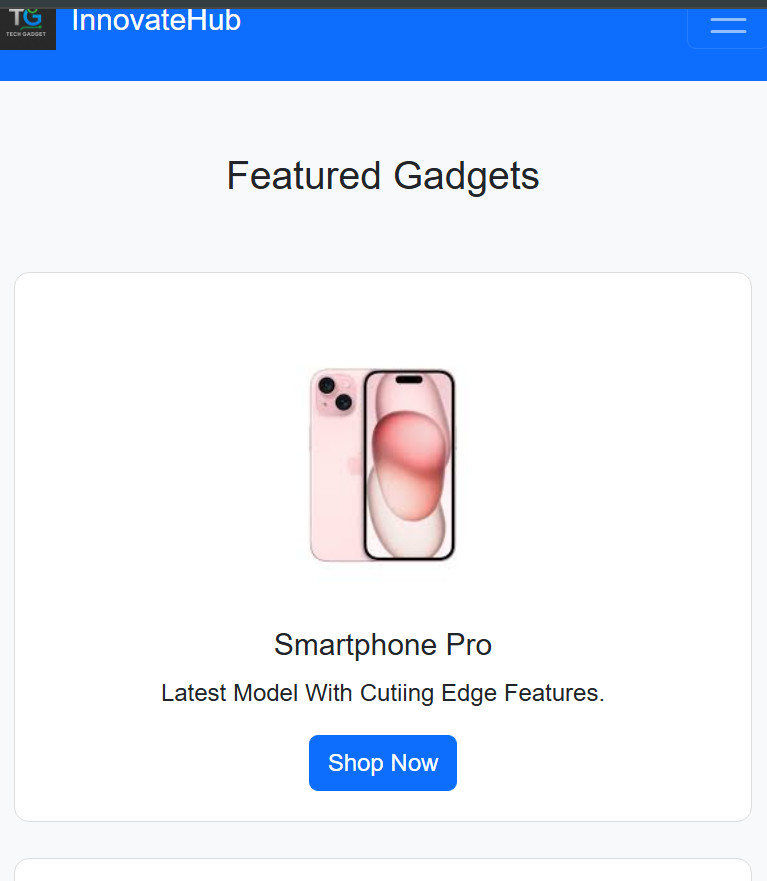 TG
TECH GADGET
InnovateHub
Featured Gadgets
Smartphone Pro
Latest Model With Cutiing Edge Features.
Shop Now